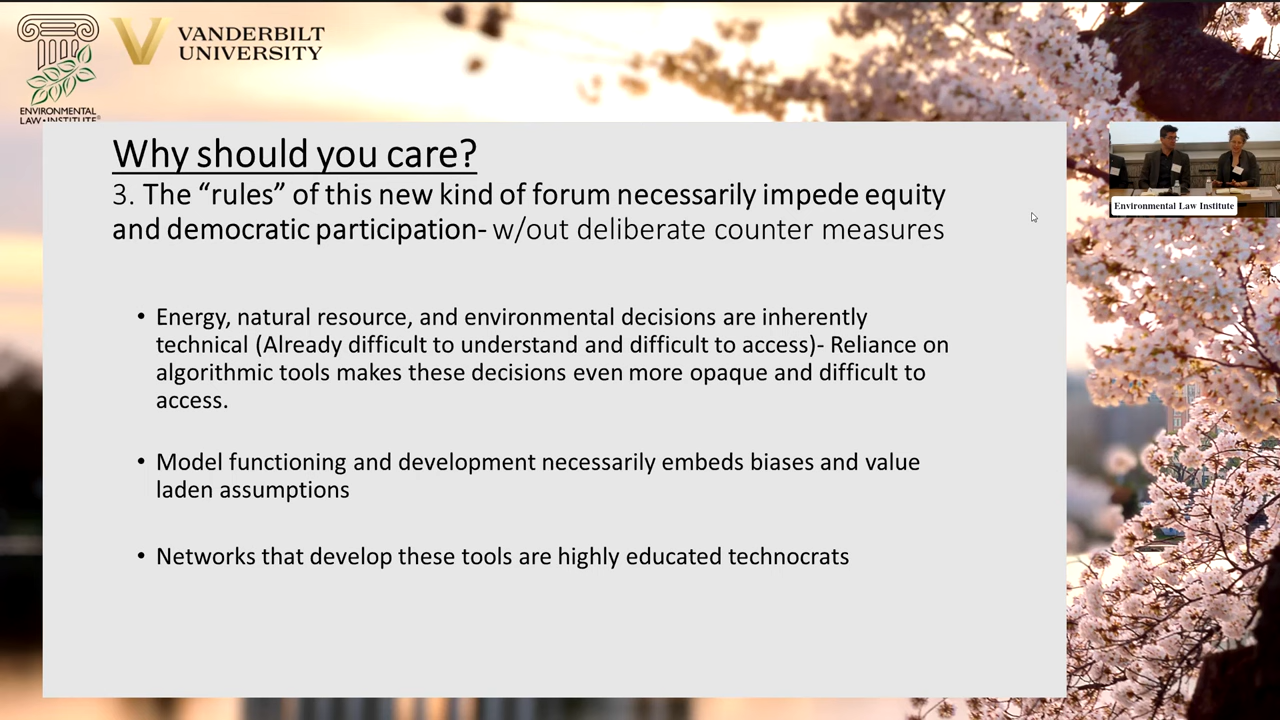 VANDERBILT
UNIVERSITY
ENVIRONMENTAL
LAW•INSTITUTE®
Why should you care?
3. The “rules” of this new kind of forum necessarily impede equity
and democratic participation- w/out deliberate counter measures
Environmental Law Institute
• Energy, natural resource, and environmental decisions are inherently
technical (Already difficult to understand and difficult to access)- Reliance on
algorithmic tools makes these decisions even more opaque and difficult to
access.
• Model functioning and development necessarily embeds biases and value
laden assumptions
• Networks that develop these tools are highly educated technocrats